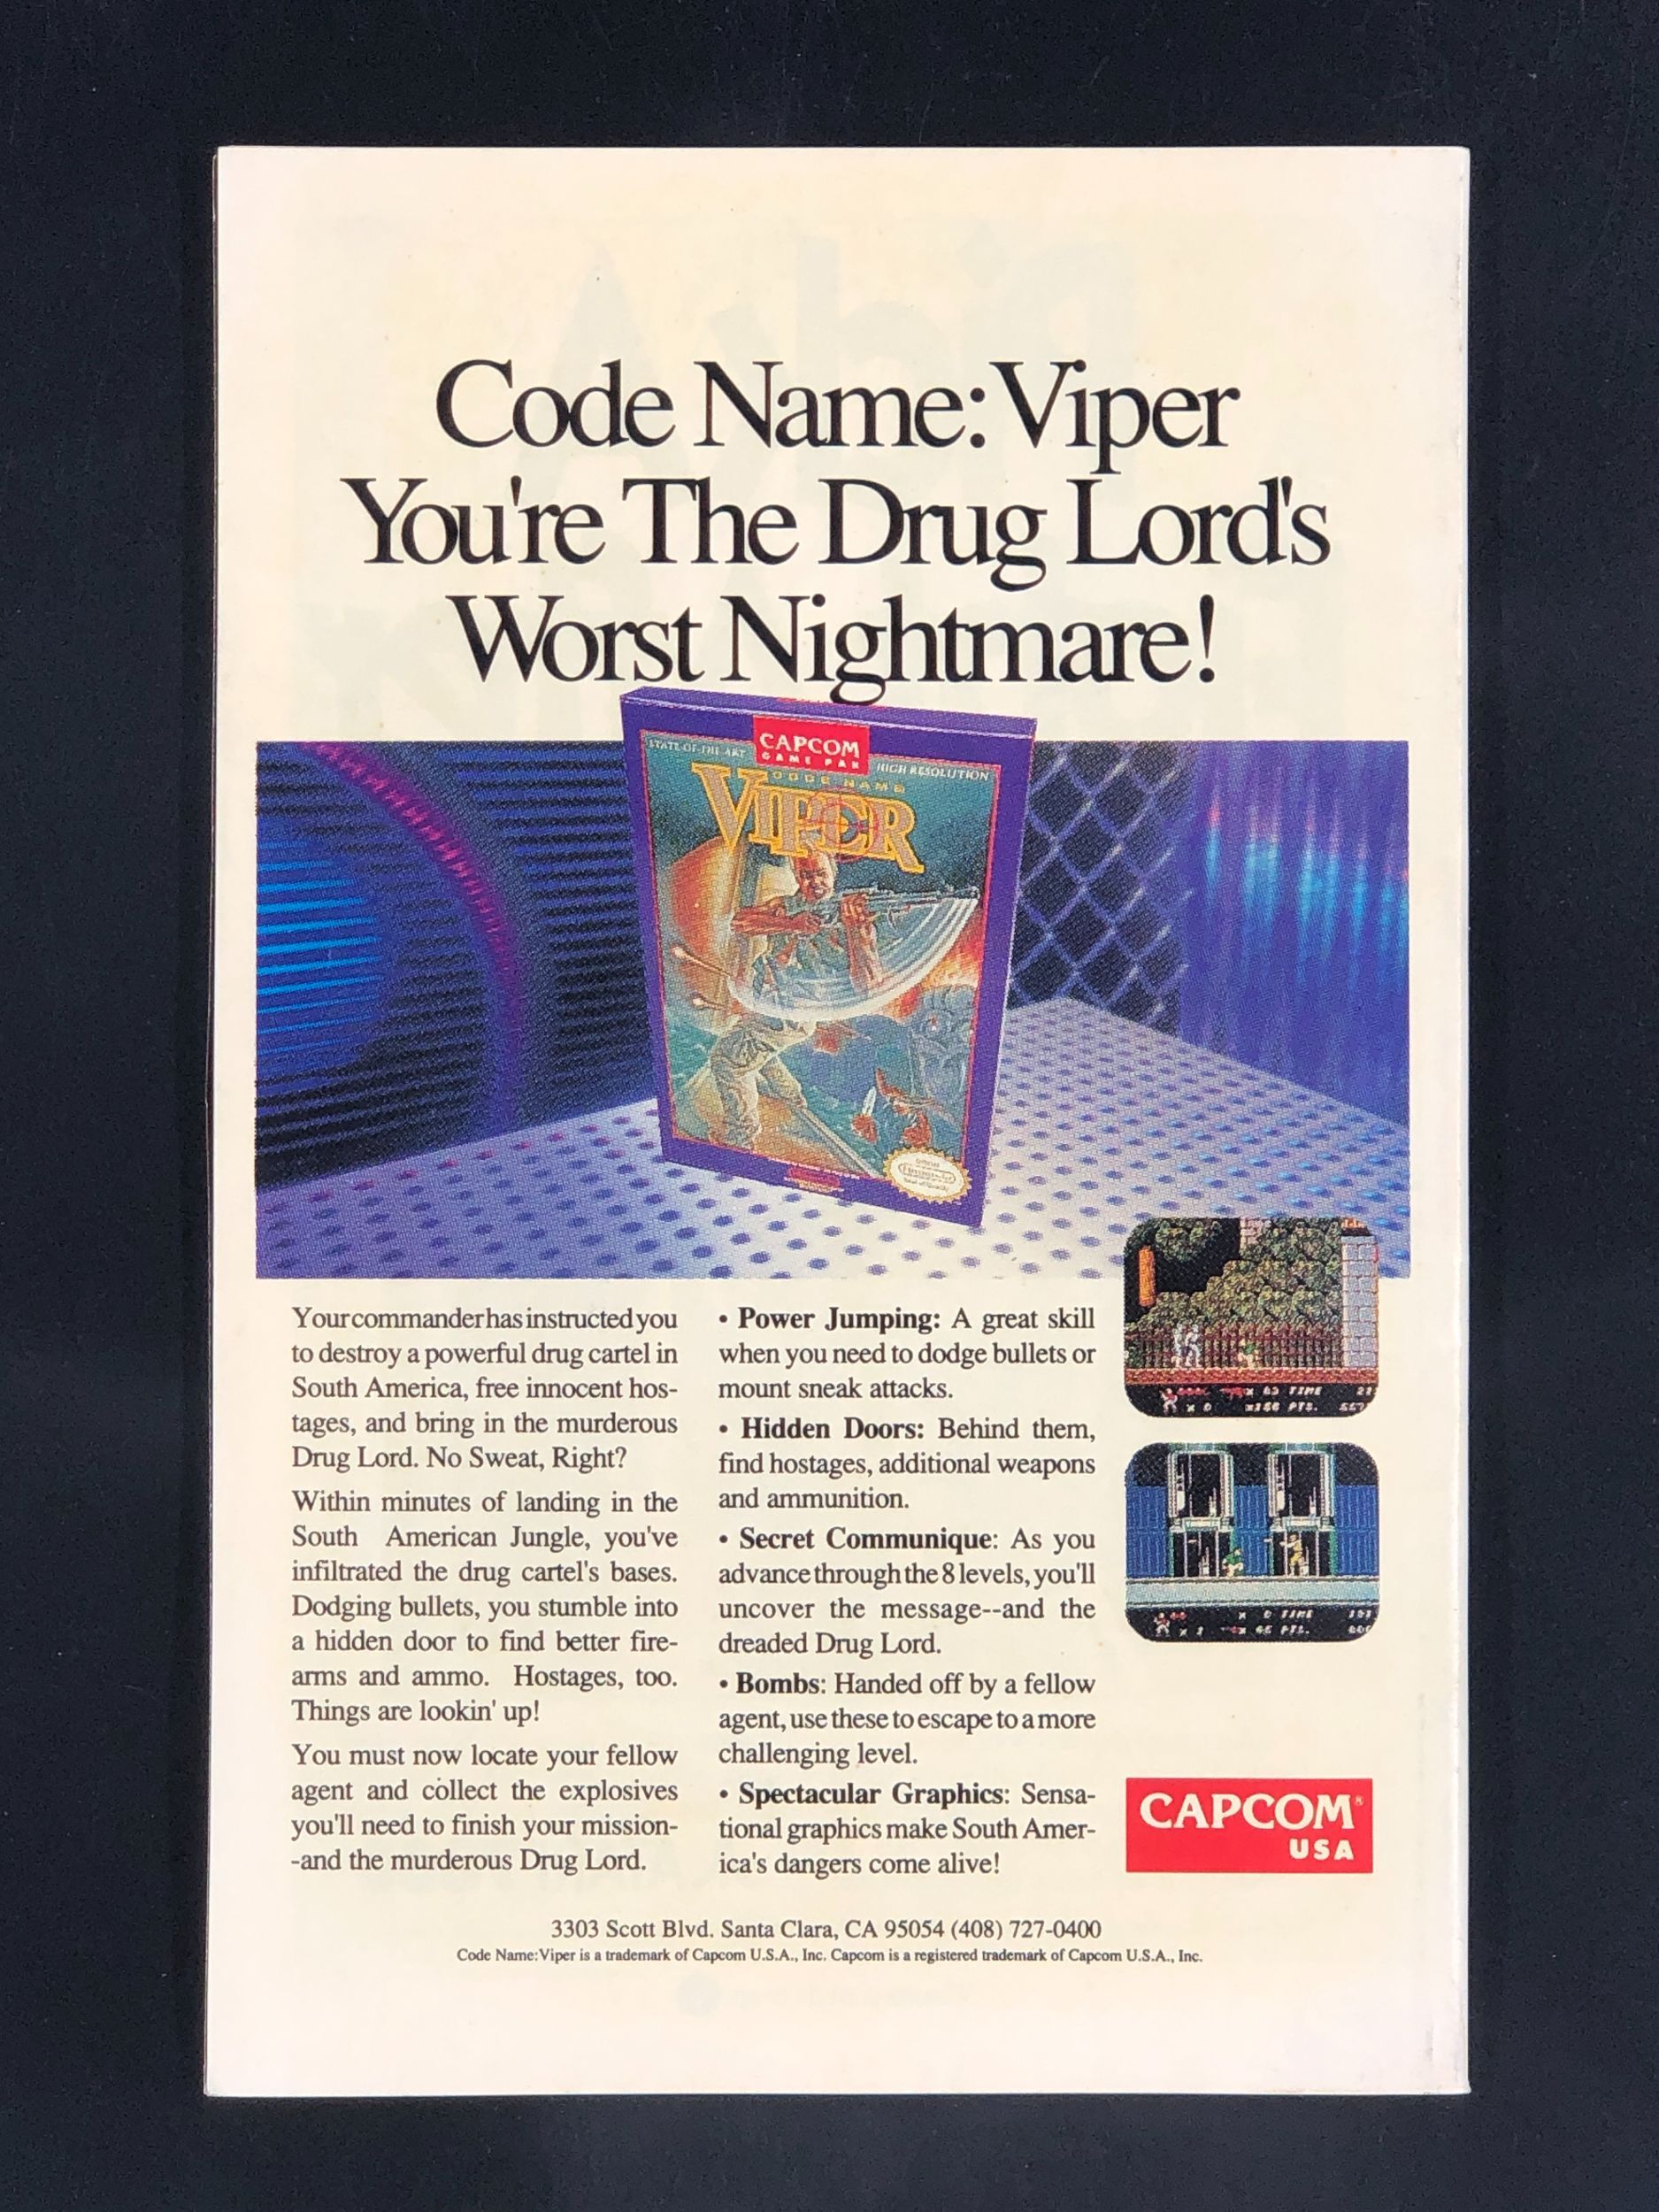 Code Name: Viper
You're The Drug Lord's
Worst Nightmare!
STATE OF THE ART
CAPCOM
GAME PAK
HIGH RESOLUTION
CODE NAME
VIPER
Your commander has instructed you
to destroy a powerful drug cartel in
South America, free innocent hos-
tages, and bring in the murderous
Drug Lord. No Sweat, Right?
Within minutes of landing in the
South American Jungle, you've
infiltrated the drug cartel's bases.
Dodging bullets, you stumble into
a hidden door to find better fire-
arms and ammo. Hostages, too.
Things are lookin' up!
You must now locate your fellow
agent and collect the explosives
you'll need to finish your mission-
-and the murderous Drug Lord.
• Power Jumping: A great skill
when you need to dodge bullets or
mount sneak attacks.
• Hidden Doors: Behind them,
find hostages, additional weapons
and ammunition.
• Secret Communique: As you
advance through the 8 levels, you'll
uncover the message--and the
dreaded Drug Lord.
• Bombs: Handed off by a fellow
agent, use these to escape to a more
challenging level.
• Spectacular Graphics: Sensa-
tional graphics make South Amer-
ica's dangers come alive!
TIME
x 0 PTS.
x 0 TIME
x PTS.
CAPCOM®
USA
3303 Scott Blvd. Santa Clara, CA 95054 (408) 727-0400
Code Name: Viper is a trademark of Capcom U.S.A., Inc. Capcom is a registered trademark of Capcom U.S.A., Inc.